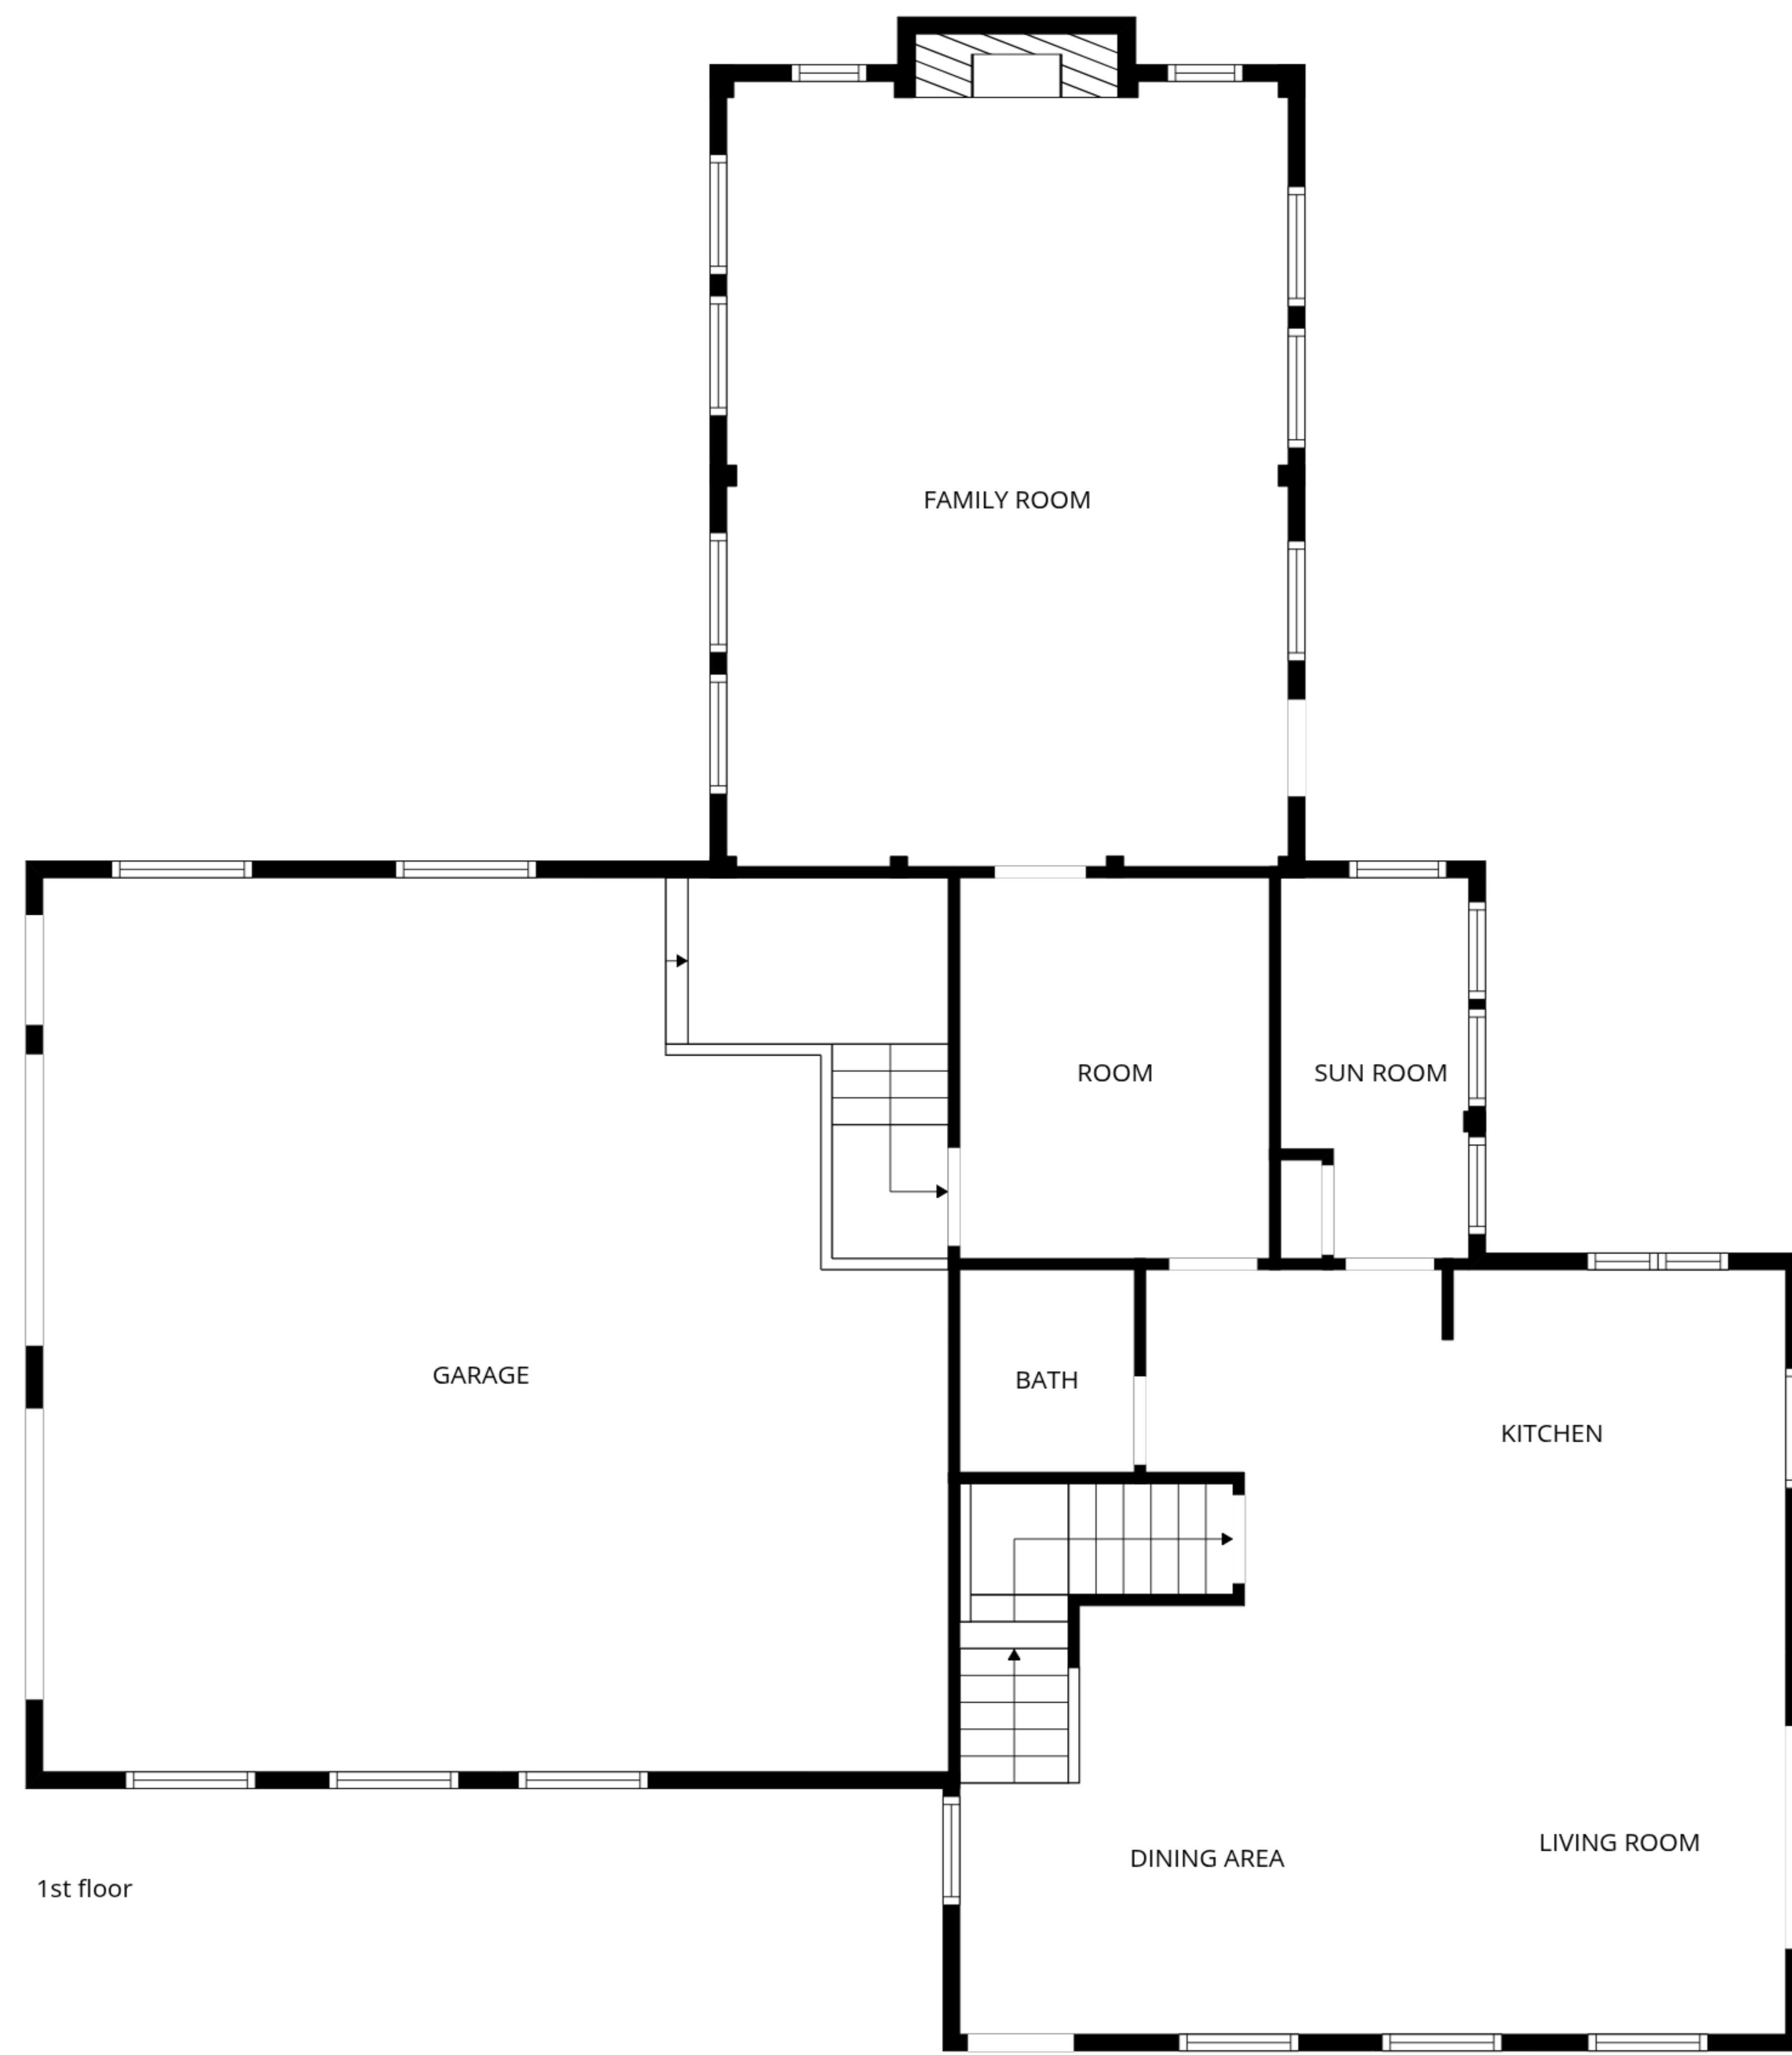 FAMILY ROOM
ROOM
SUN ROOM
GARAGE
BATH
KITCHEN
DINING AREA
LIVING ROOM
1st floor